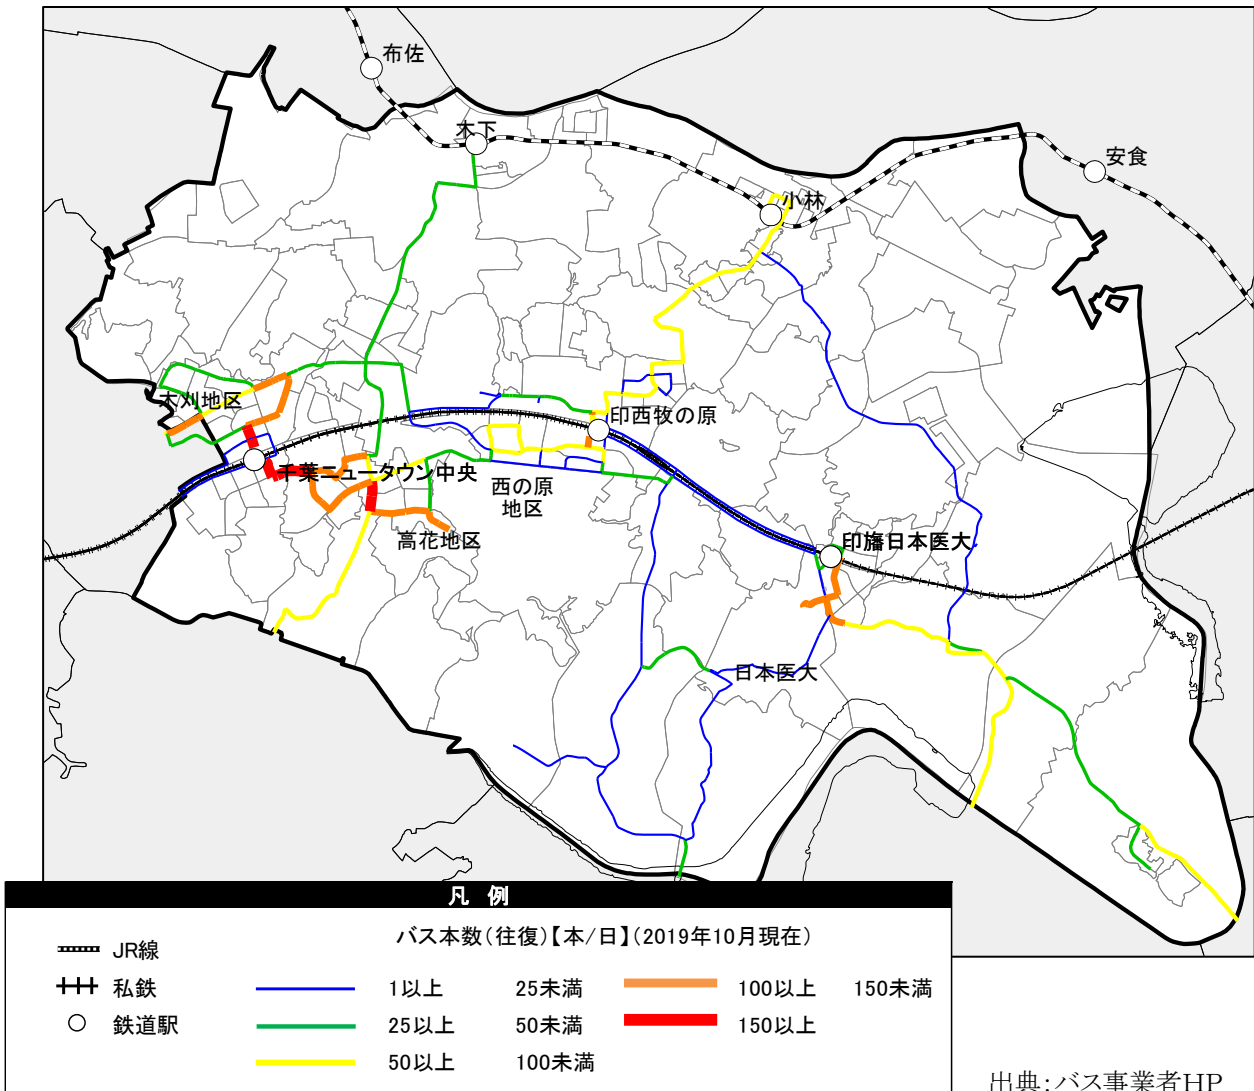 布佐
木下
安食
小林
木刈地区
印西牧の原
千葉ニュータウン中央
西の原
地区
高花地区
印旛日本医大
日本医大
凡 例
バス本数(往復)【本/日】(2019年10月現在)
JR線
私鉄
鉄道駅
1以上 25未満
25以上 50未満
50以上 100未満
100以上 150未満
150以上
出典:バス事業者HP